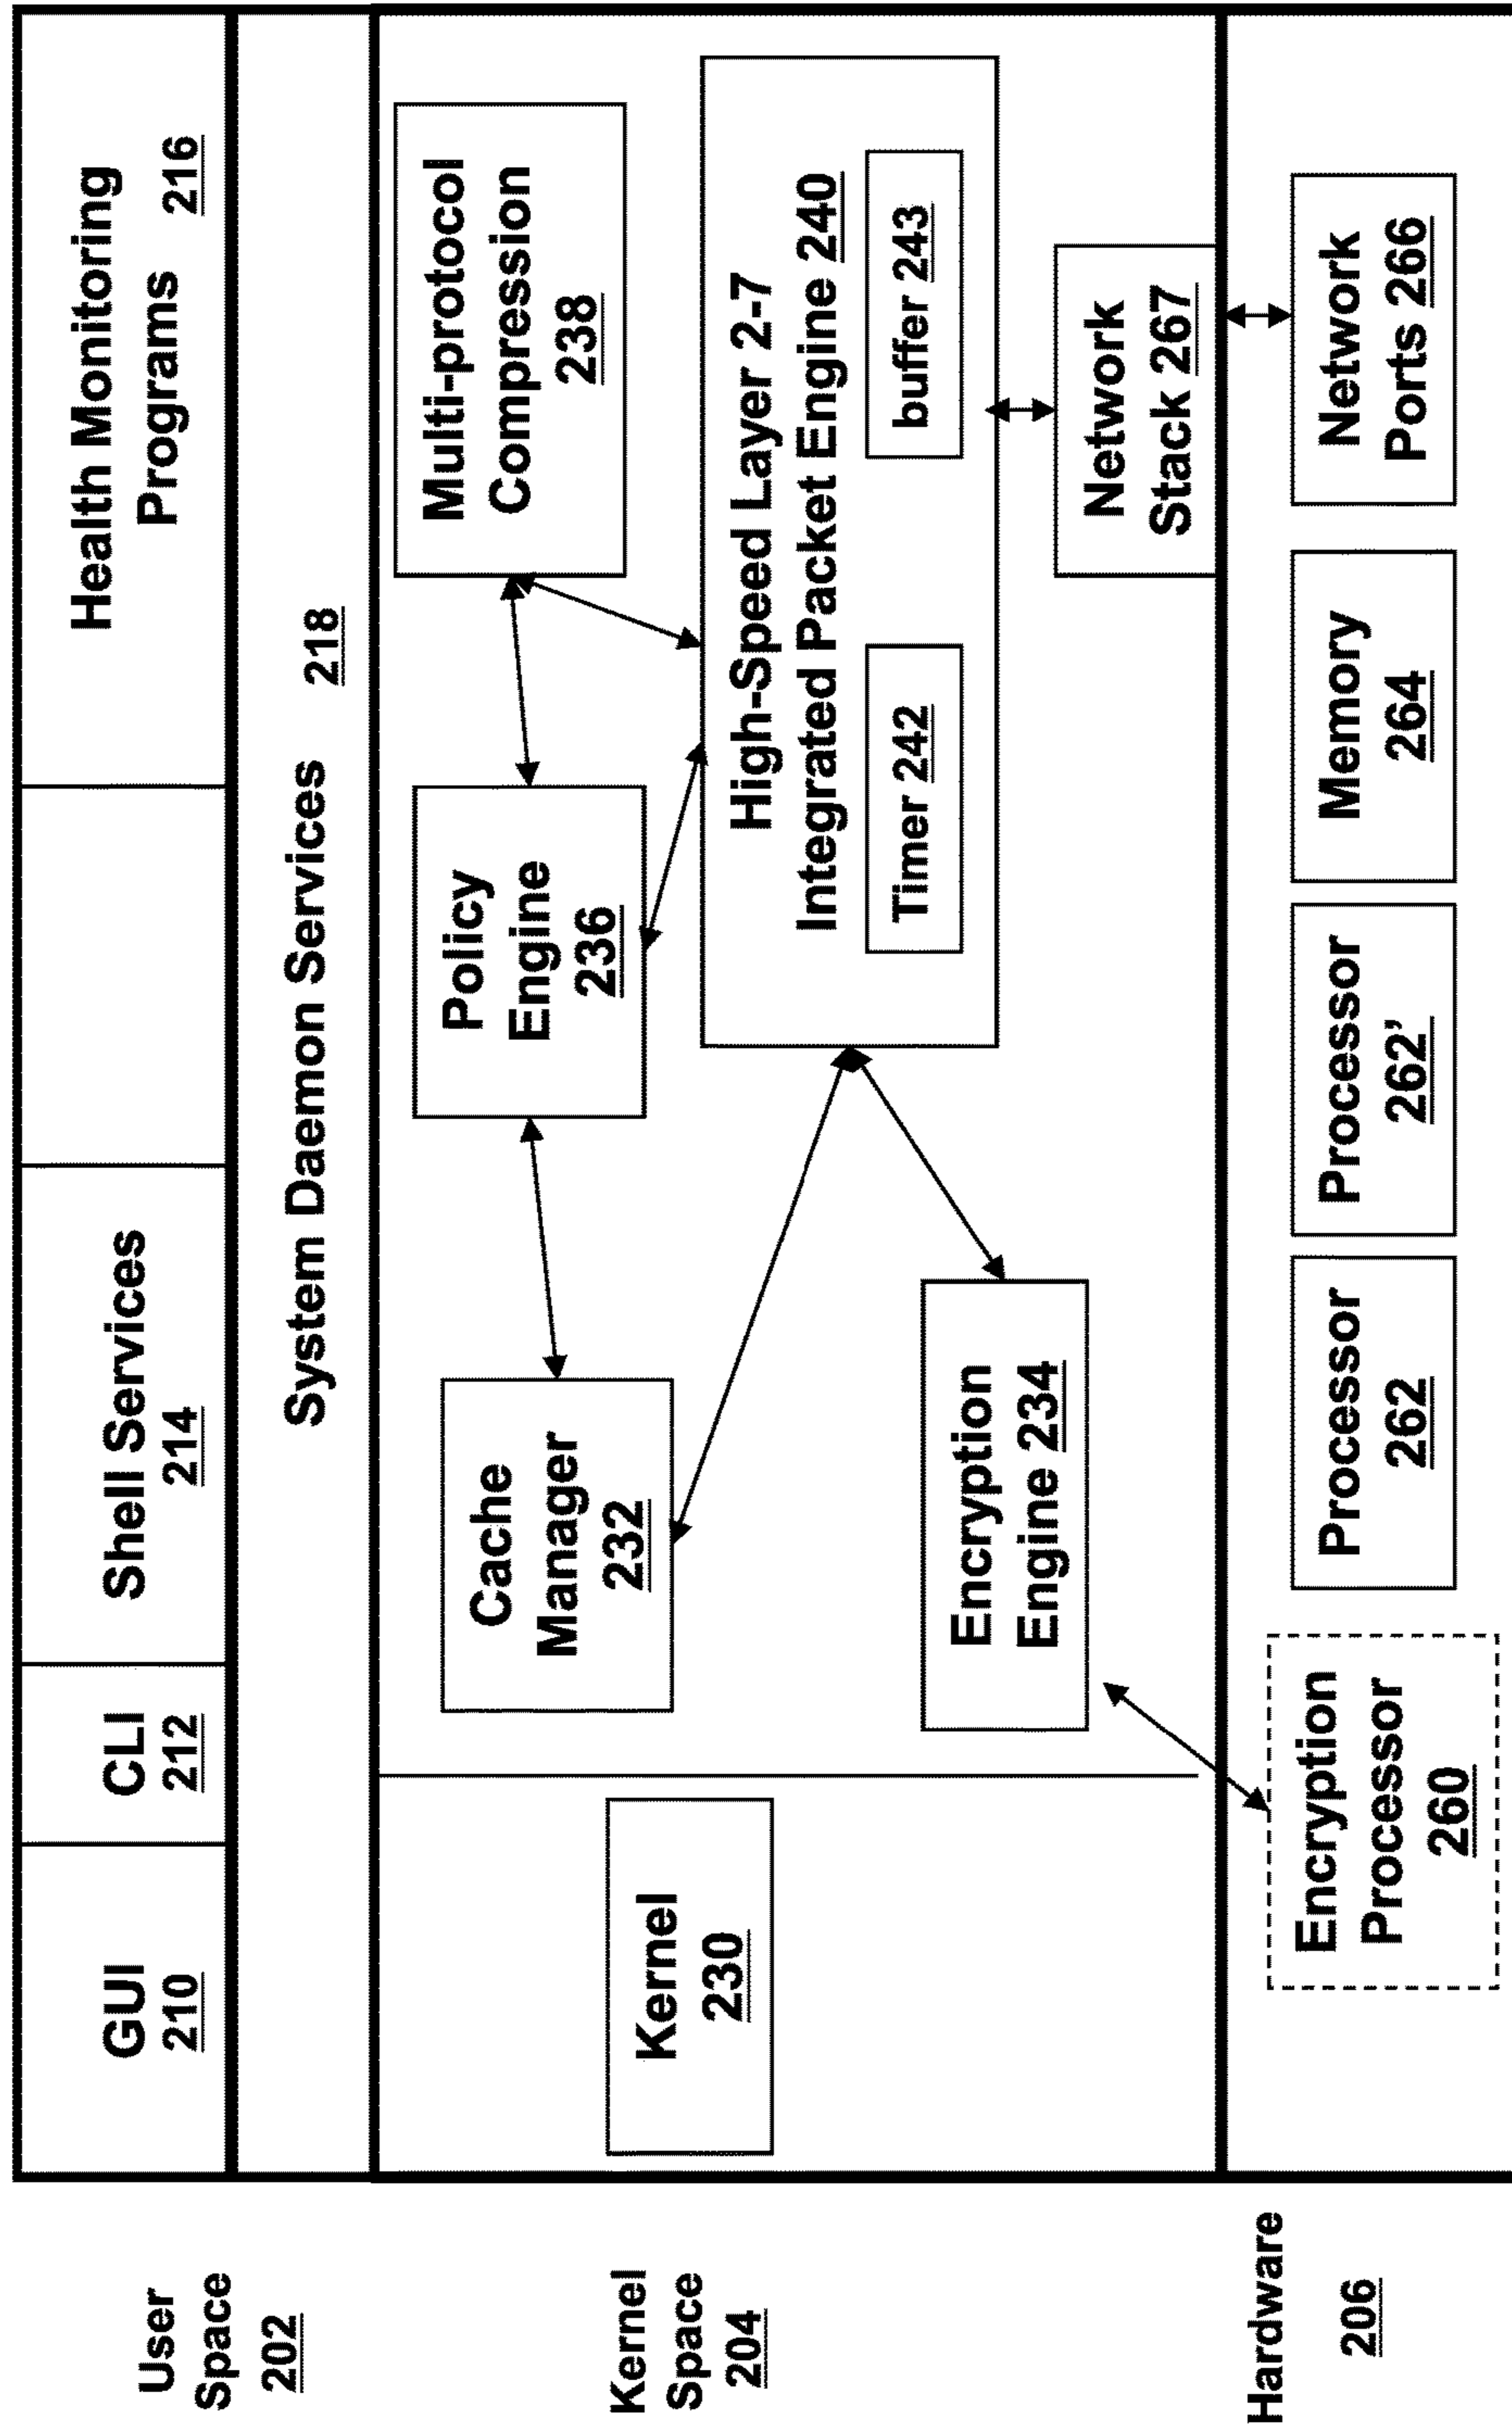 User
Space
202
GUI
210
CLI
212
Shell Services
214
Health Monitoring
Programs 216
System Daemon Services 218
Kernel
Space
204
Kernel
230
Cache
Manager
232
Policy
Engine
236
Multi-protocol
Compression
238
High-Speed Layer 2-7
Integrated Packet Engine 240
Timer 242
buffer 243
Encryption
Engine 234
Network
Stack 267
Hardware
206
Encryption
Processor
260
Processor
262
Processor
262’
Memory
264
Network
Ports 266